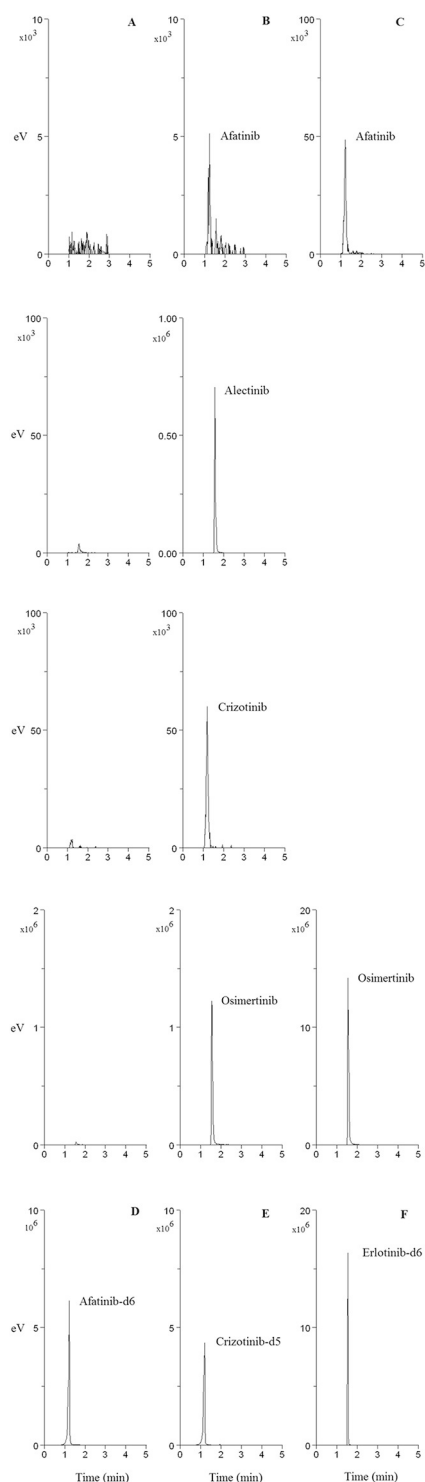 A B C
10 10 100
x10³ x10³ x10³
Afatinib Afatinib
eV 5 5 50
0 0 0
0 1 2 3 4 5 0 1 2 3 4 5 0 1 2 3 4 5
100 1.00
x10³ x10⁶
Alectinib
eV 50 0.50
0 0.00
0 1 2 3 4 5 0 1 2 3 4 5
100 100
x10³ x10³
Crizotinib
eV 50 50
0 0
0 1 2 3 4 5 0 1 2 3 4 5
2 2 20
x10⁶ x10⁶ x10⁶
Osimertinib
Osimertinib
eV 1 1 10
0 0 0
0 1 2 3 4 5 0 1 2 3 4 5 0 1 2 3 4 5
D E F
10 10 20
10⁶ x10⁶ x10⁶
Erlotinib-d6
Afatinib-d6
Crizotinib-d5
eV 5 5 10
0 0 0
0 1 2 3 4 5 0 1 2 3 4 5 0 1 2 3 4 5
Time (min) Time (min) Time (min)